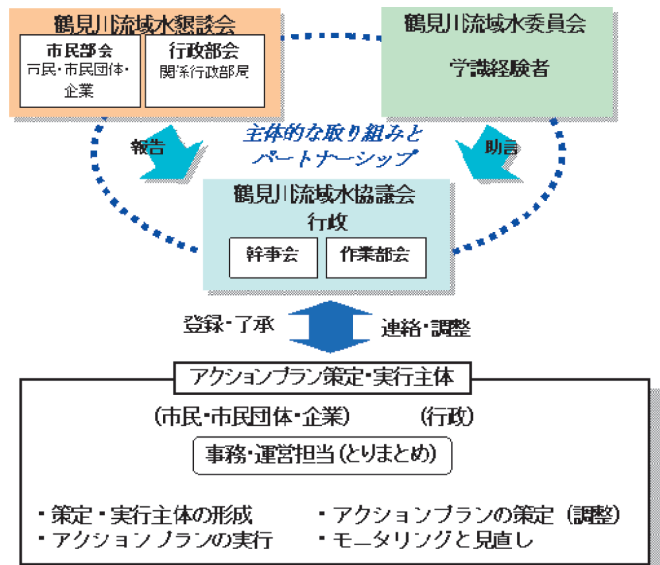 鶴見川流域水懇談会
市民部会
市民・市民団体・
企業
行政部会
関係行政部局
鶴見川流域水委員会
学識経験者
報告
主体的な取り組みと
パートナーシップ
助言
鶴見川流域水協議会
行政
幹事会
作業部会
登録・了承
連絡・調整
アクションプラン策定・実行主体
(市民・市民団体・企業)
(行政)
事務・運営担当(とりまとめ)
・策定・実行主体の形成
・アクションプランの策定(調整)
・アクションプランの実行
・モニタリングと見直し